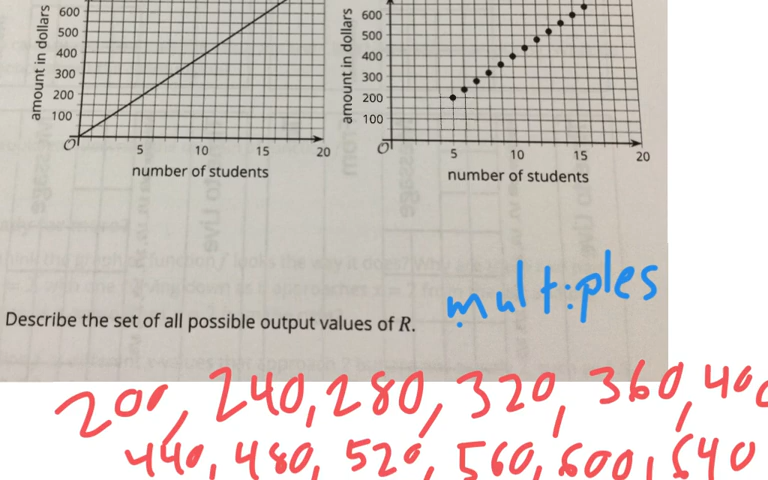 600
500
400
300
200
100
O
5 10 15 20
amount in dollars
number of students
600
500
400
300
200
100
O
5 10 15 20
amount in dollars
number of students
multiples
Describe the set of all possible output values of R.
200, 240, 280, 320, 360, 400
440, 480, 520, 560, 600, 640